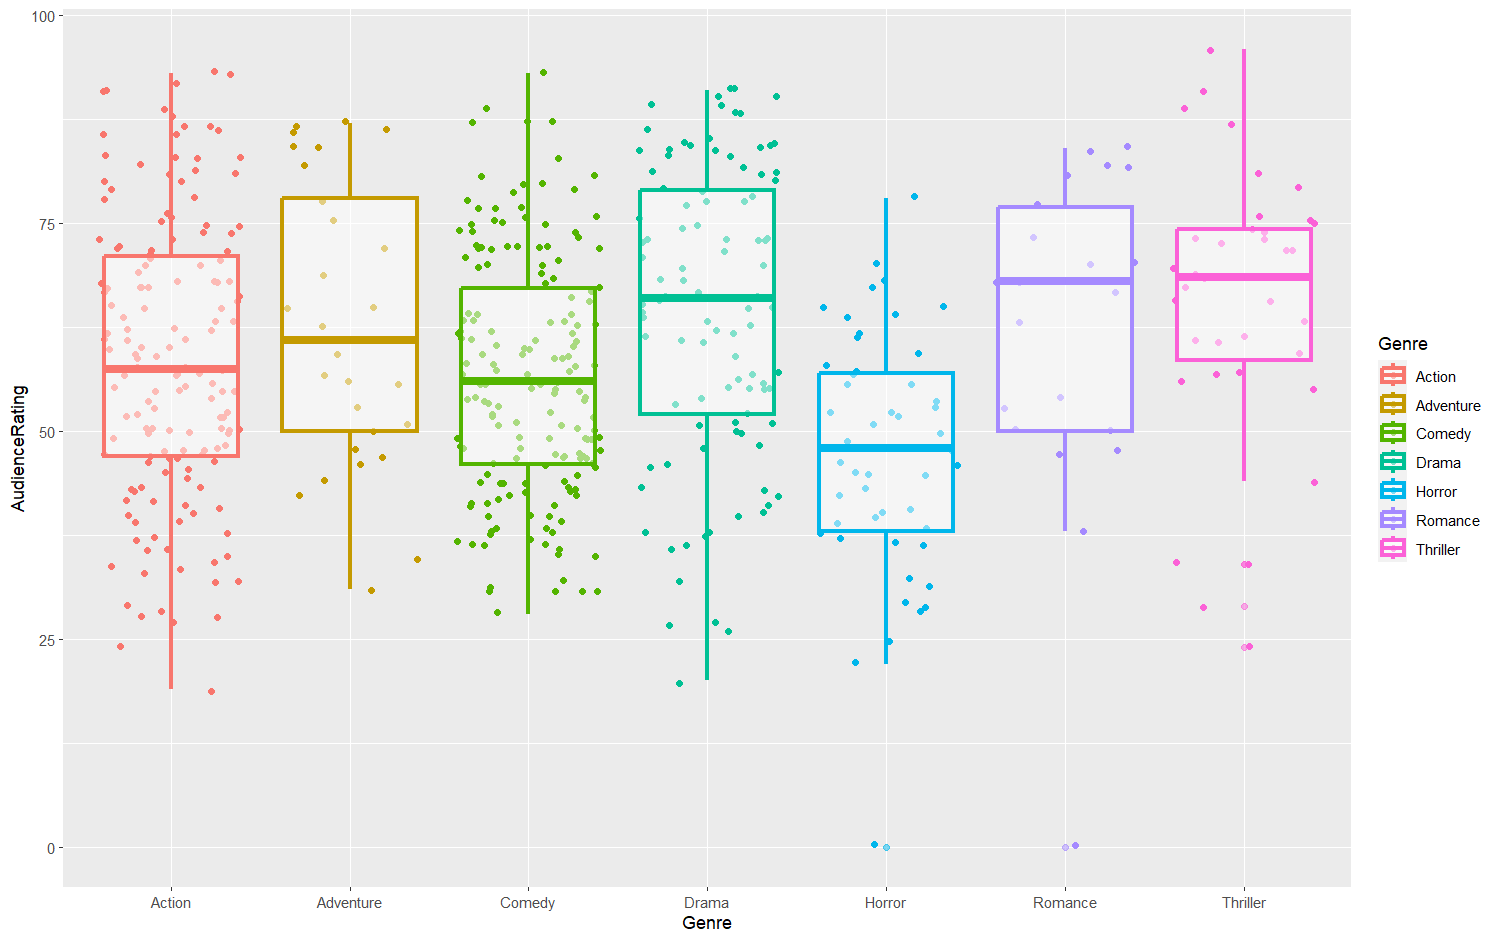 100
75
50
25
0
AudienceRating
Action
Adventure
Comedy
Drama
Horror
Romance
Thriller
Genre
Genre
Action
Adventure
Comedy
Drama
Horror
Romance
Thriller